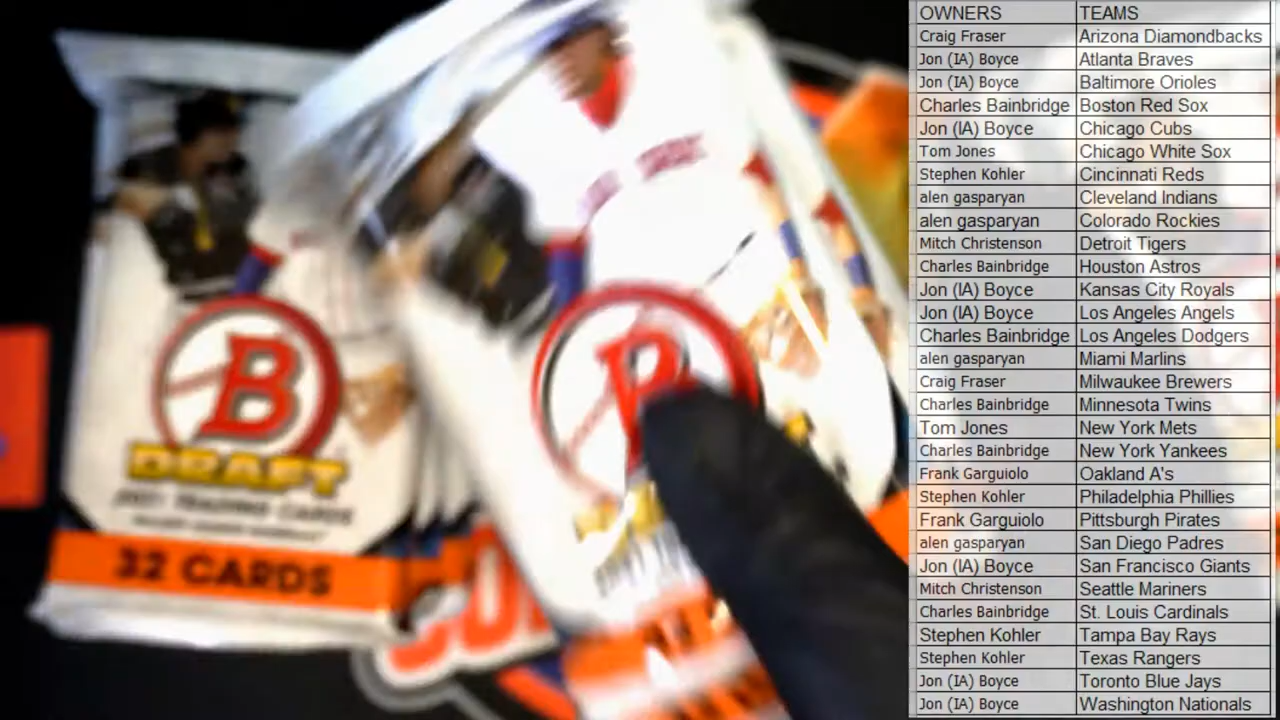 B
DRAFT
2021 TRADING CARDS
32 CARDS
B
OWNERS TEAMS
Craig Fraser Arizona Diamondbacks
Jon (IA) Boyce Atlanta Braves
Jon (IA) Boyce Baltimore Orioles
Charles Bainbridge Boston Red Sox
Jon (IA) Boyce Chicago Cubs
Tom Jones Chicago White Sox
Stephen Kohler Cincinnati Reds
alen gasparyan Cleveland Indians
alen gasparyan Colorado Rockies
Mitch Christenson Detroit Tigers
Charles Bainbridge Houston Astros
Jon (IA) Boyce Kansas City Royals
Jon (IA) Boyce Los Angeles Angels
Charles Bainbridge Los Angeles Dodgers
alen gasparyan Miami Marlins
Craig Fraser Milwaukee Brewers
Charles Bainbridge Minnesota Twins
Tom Jones New York Mets
Charles Bainbridge New York Yankees
Frank Garguiolo Oakland A's
Stephen Kohler Philadelphia Phillies
Frank Garguiolo Pittsburgh Pirates
alen gasparyan San Diego Padres
Jon (IA) Boyce San Francisco Giants
Mitch Christenson Seattle Mariners
Charles Bainbridge St. Louis Cardinals
Stephen Kohler Tampa Bay Rays
Stephen Kohler Texas Rangers
Jon (IA) Boyce Toronto Blue Jays
Jon (IA) Boyce Washington Nationals